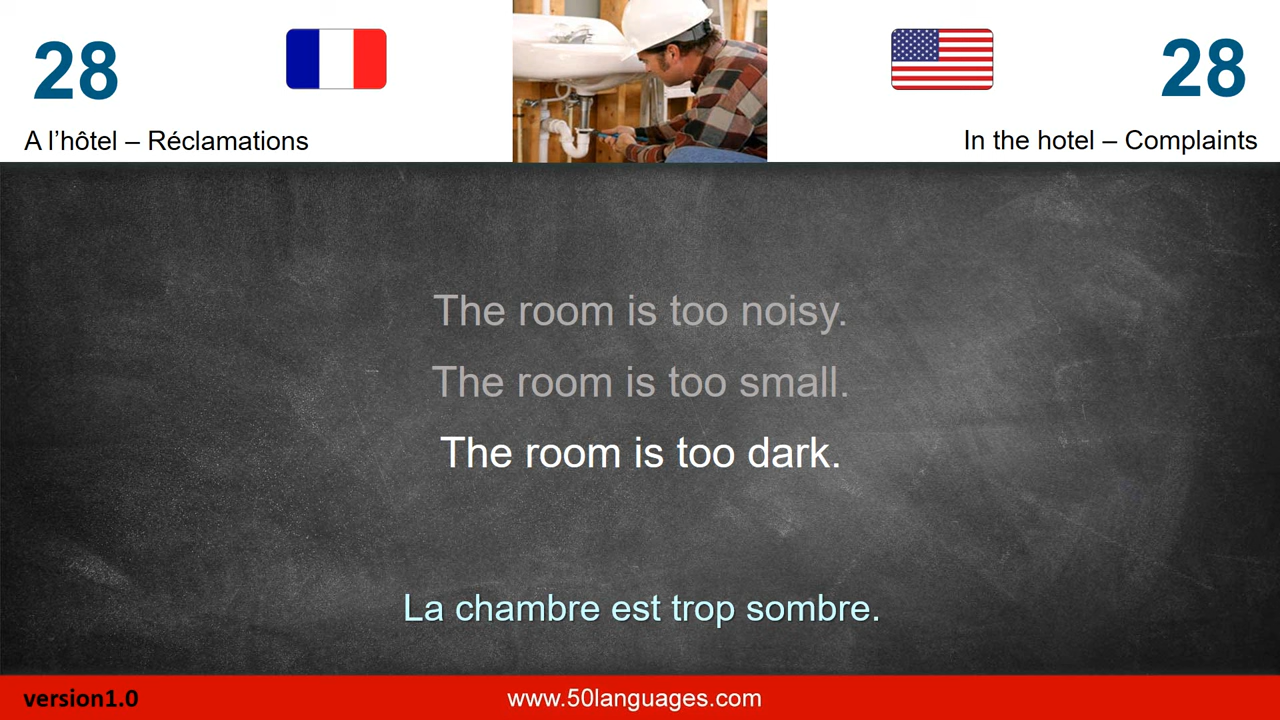 28
28
A l’hôtel – Réclamations
In the hotel – Complaints
The room is too noisy.
The room is too small.
The room is too dark.
La chambre est trop sombre.
version1.0
www.50languages.com